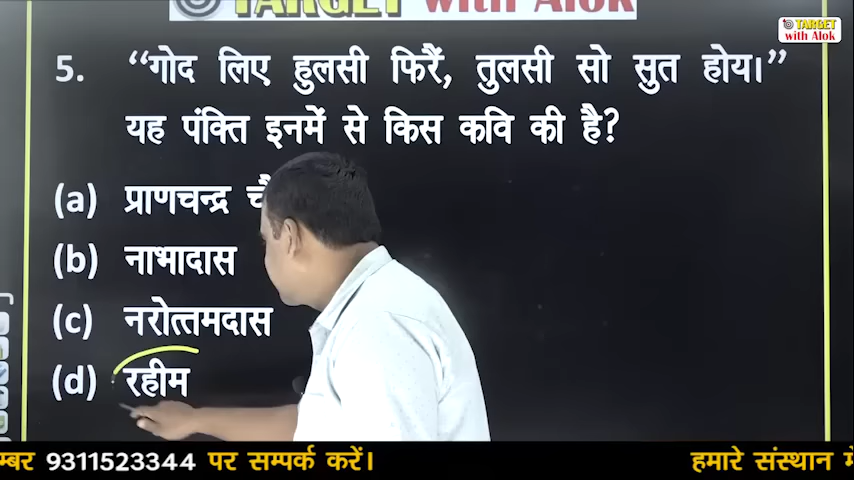 TARGET with Alok
TARGET
with Alok
5. “गोद लिए हुलसी फिरैं, तुलसी सो सुत होय।”
यह पंक्ति इनमें से किस कवि की है?
(a) प्राणचन्द्र
(b) नाभादास
(c) नरोत्तमदास
(d) रहीम
म्बर 9311523344 पर सम्पर्क करें। हमारे संस्थान में